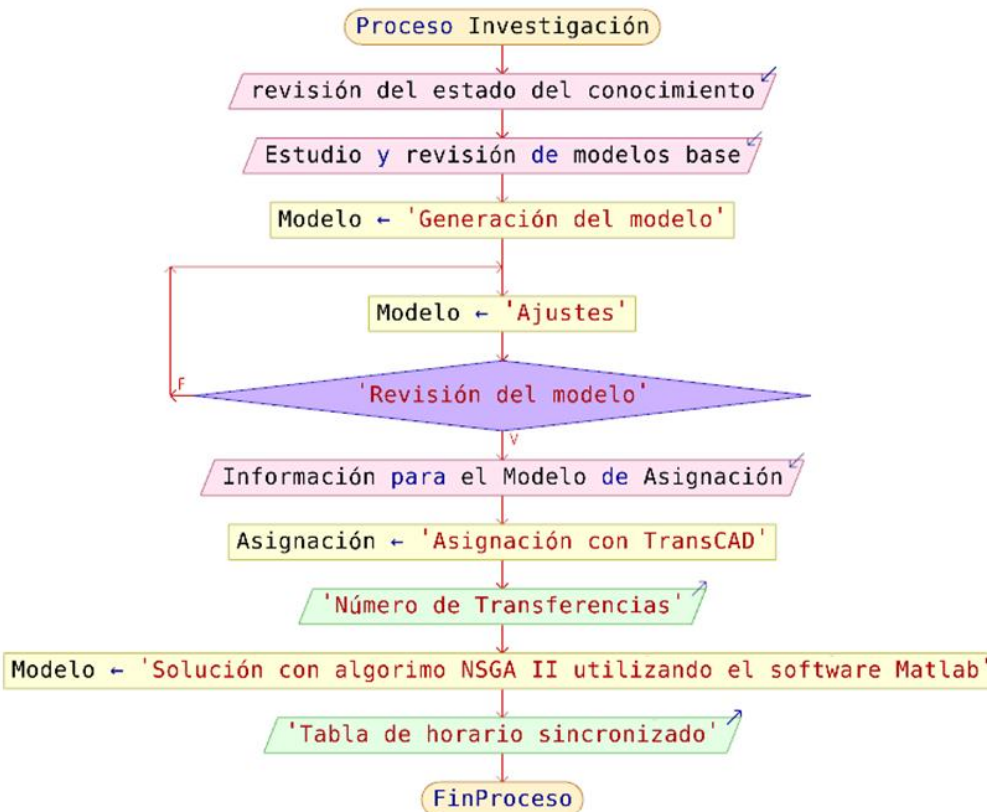 Proceso Investigación
revisión del estado del conocimiento
Estudio y revisión de modelos base
Modelo ← 'Generación del modelo'
Modelo ← 'Ajustes'
'Revisión del modelo'
F
V
Información para el Modelo de Asignación
Asignación ← 'Asignación con TransCAD'
'Número de Transferencias'
Modelo ← 'Solución con algorimo NSGA II utilizando el software Matlab'
'Tabla de horario sincronizado'
FinProceso